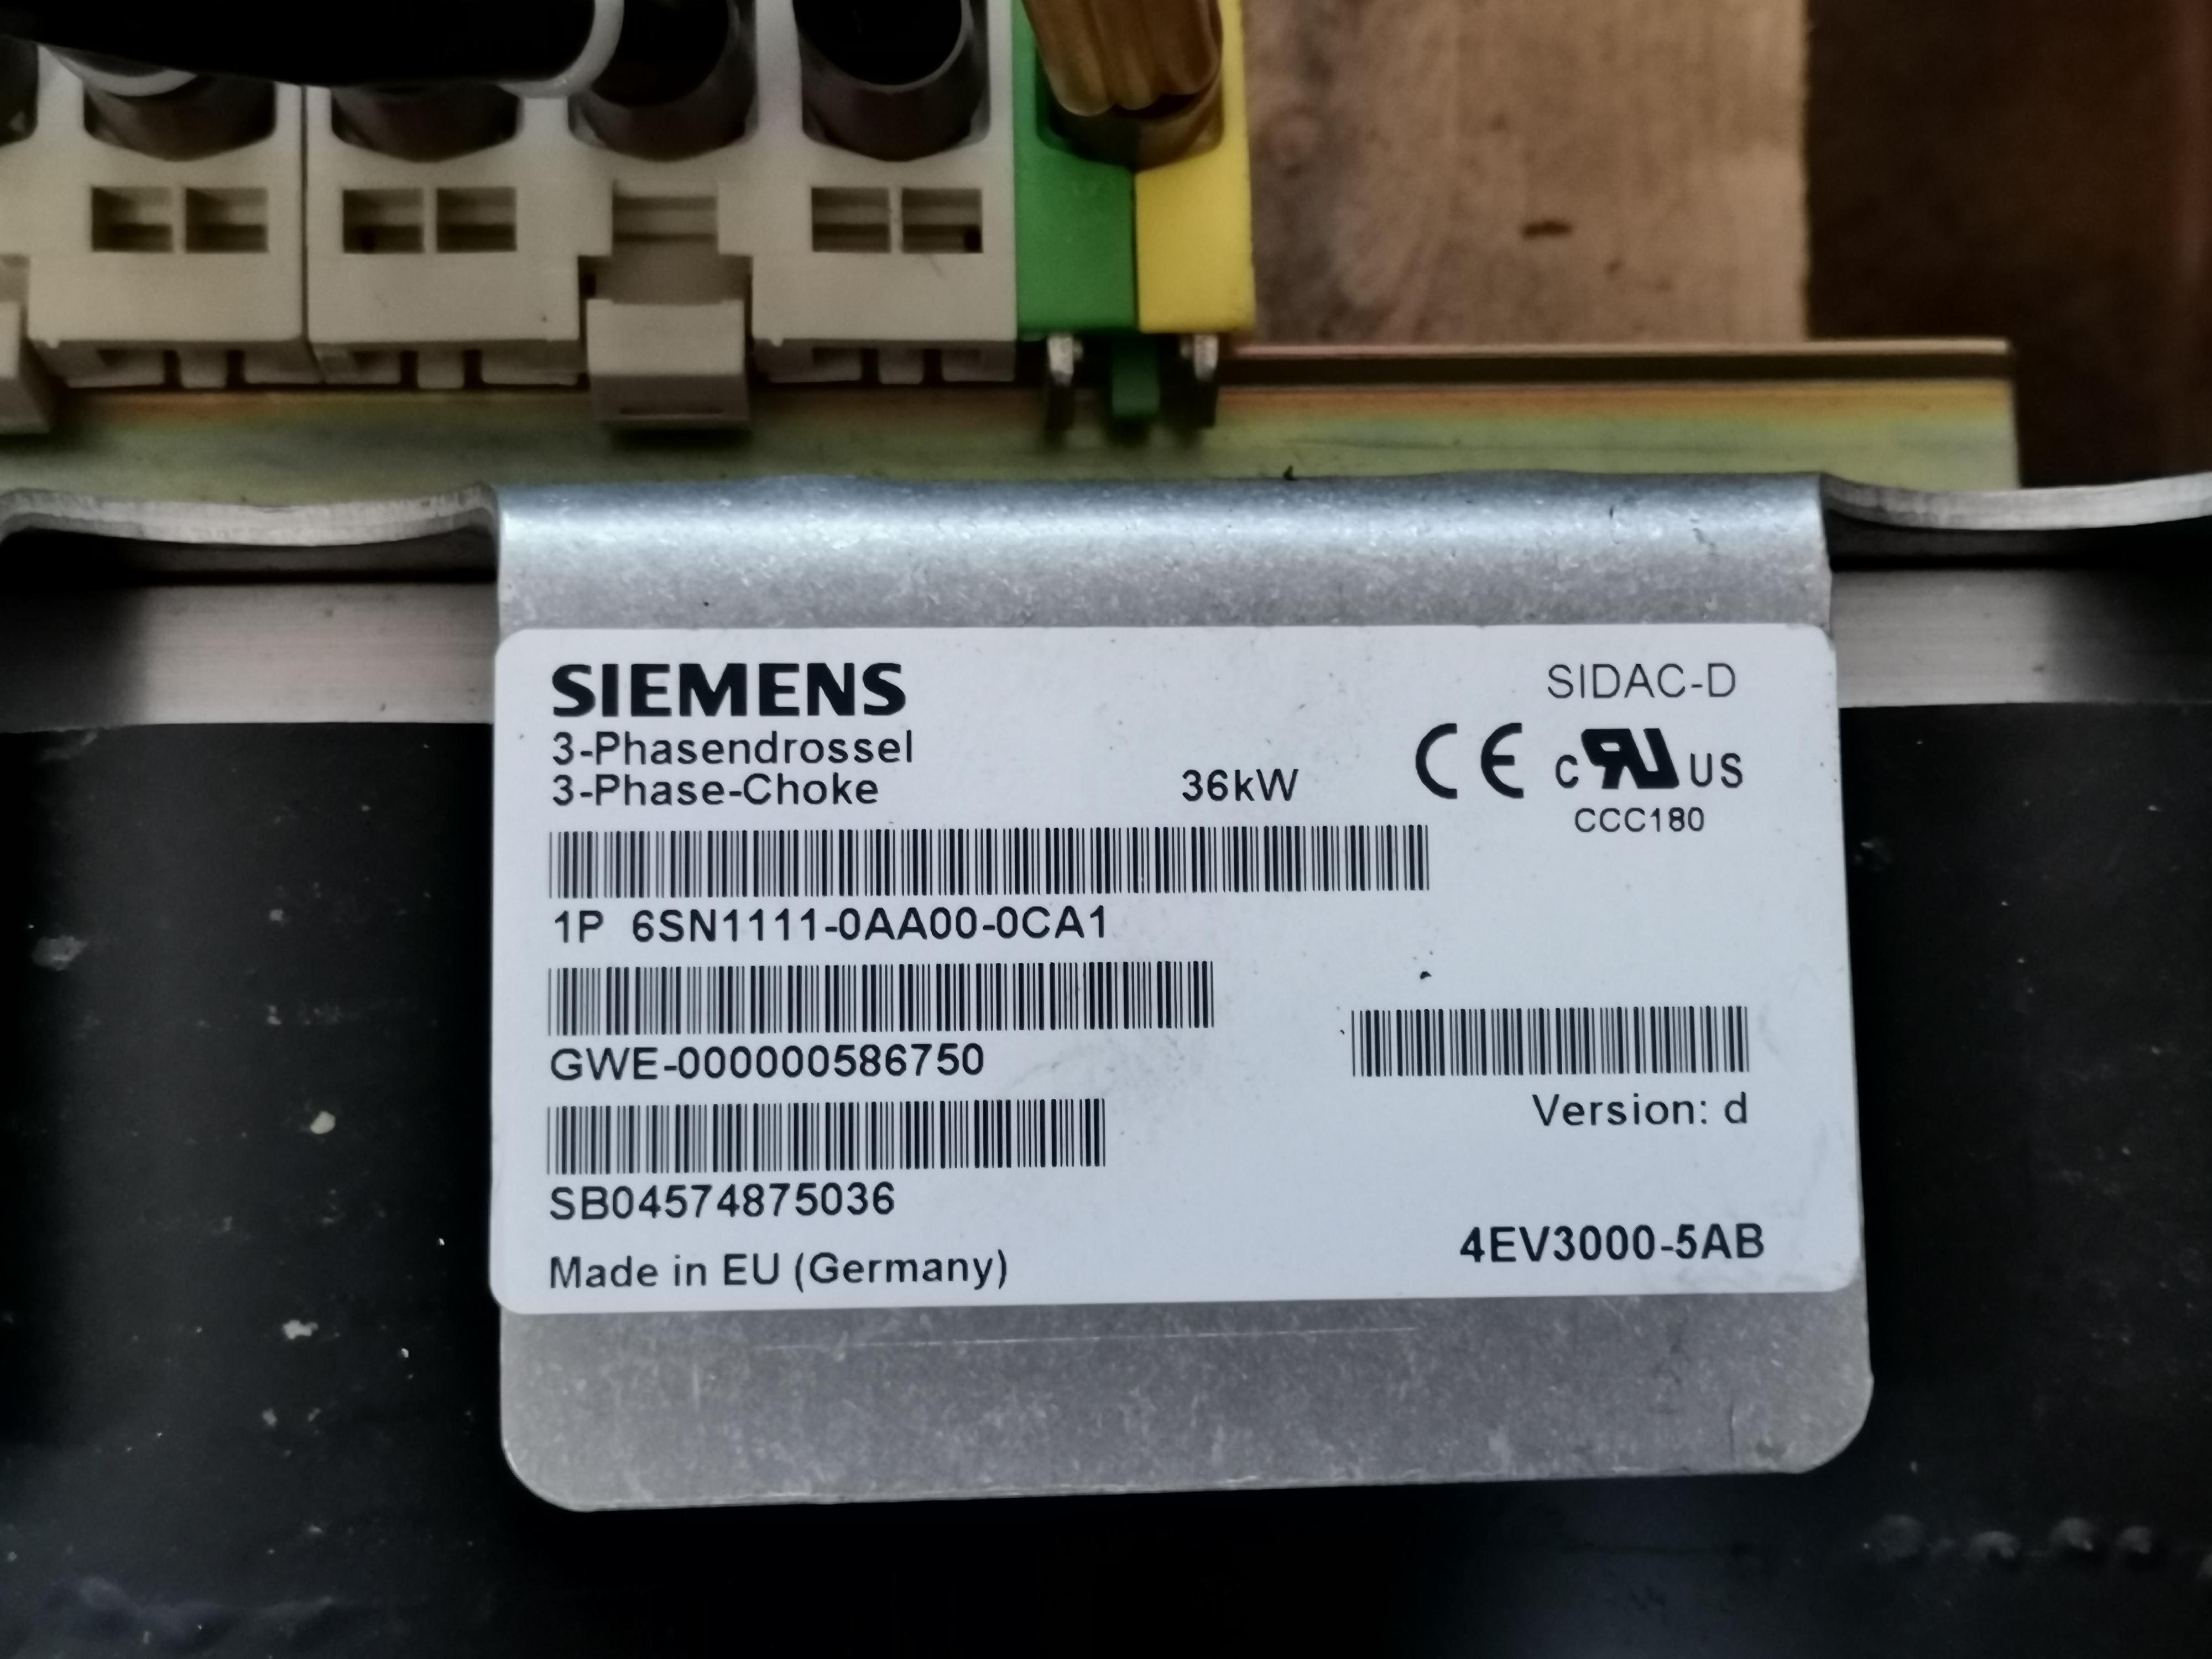 SIEMENS
SIDAC-D
3-Phasendrossel
3-Phase-Choke
36kW
CE
c RU US
CCC180
1P 6SN1111-0AA00-0CA1
GWE-000000586750
Version: d
SB04574875036
4EV3000-5AB
Made in EU (Germany)